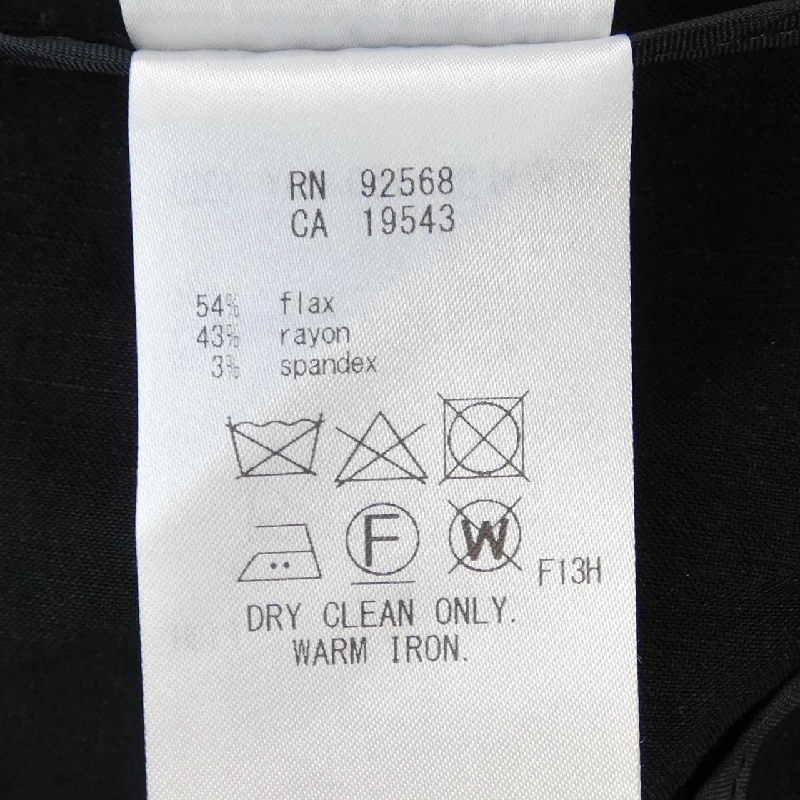 RN 92568
CA 19543
54% flax
43% rayon
3% spandex
F W F13H
DRY CLEAN ONLY.
WARM IRON.